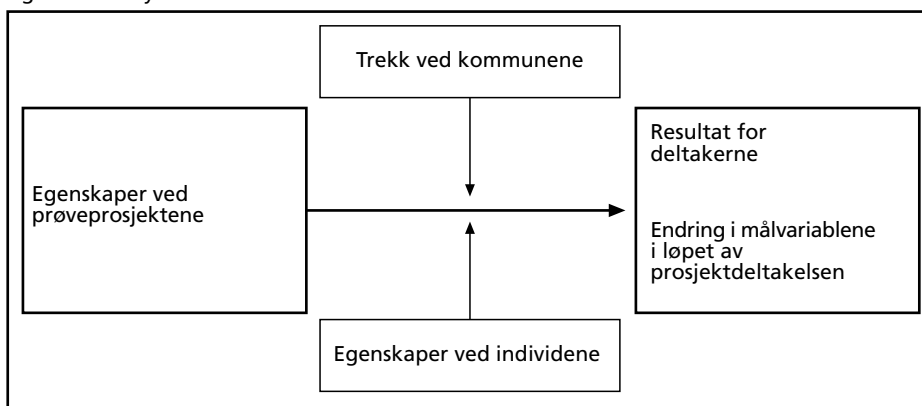 Trekk ved kommunene
Egenskaper ved
prøveprosjektene
Resultat for
deltakerne
Endring i målvariablene
i løpet av
prosjektdeltakelsen
Egenskaper ved individene